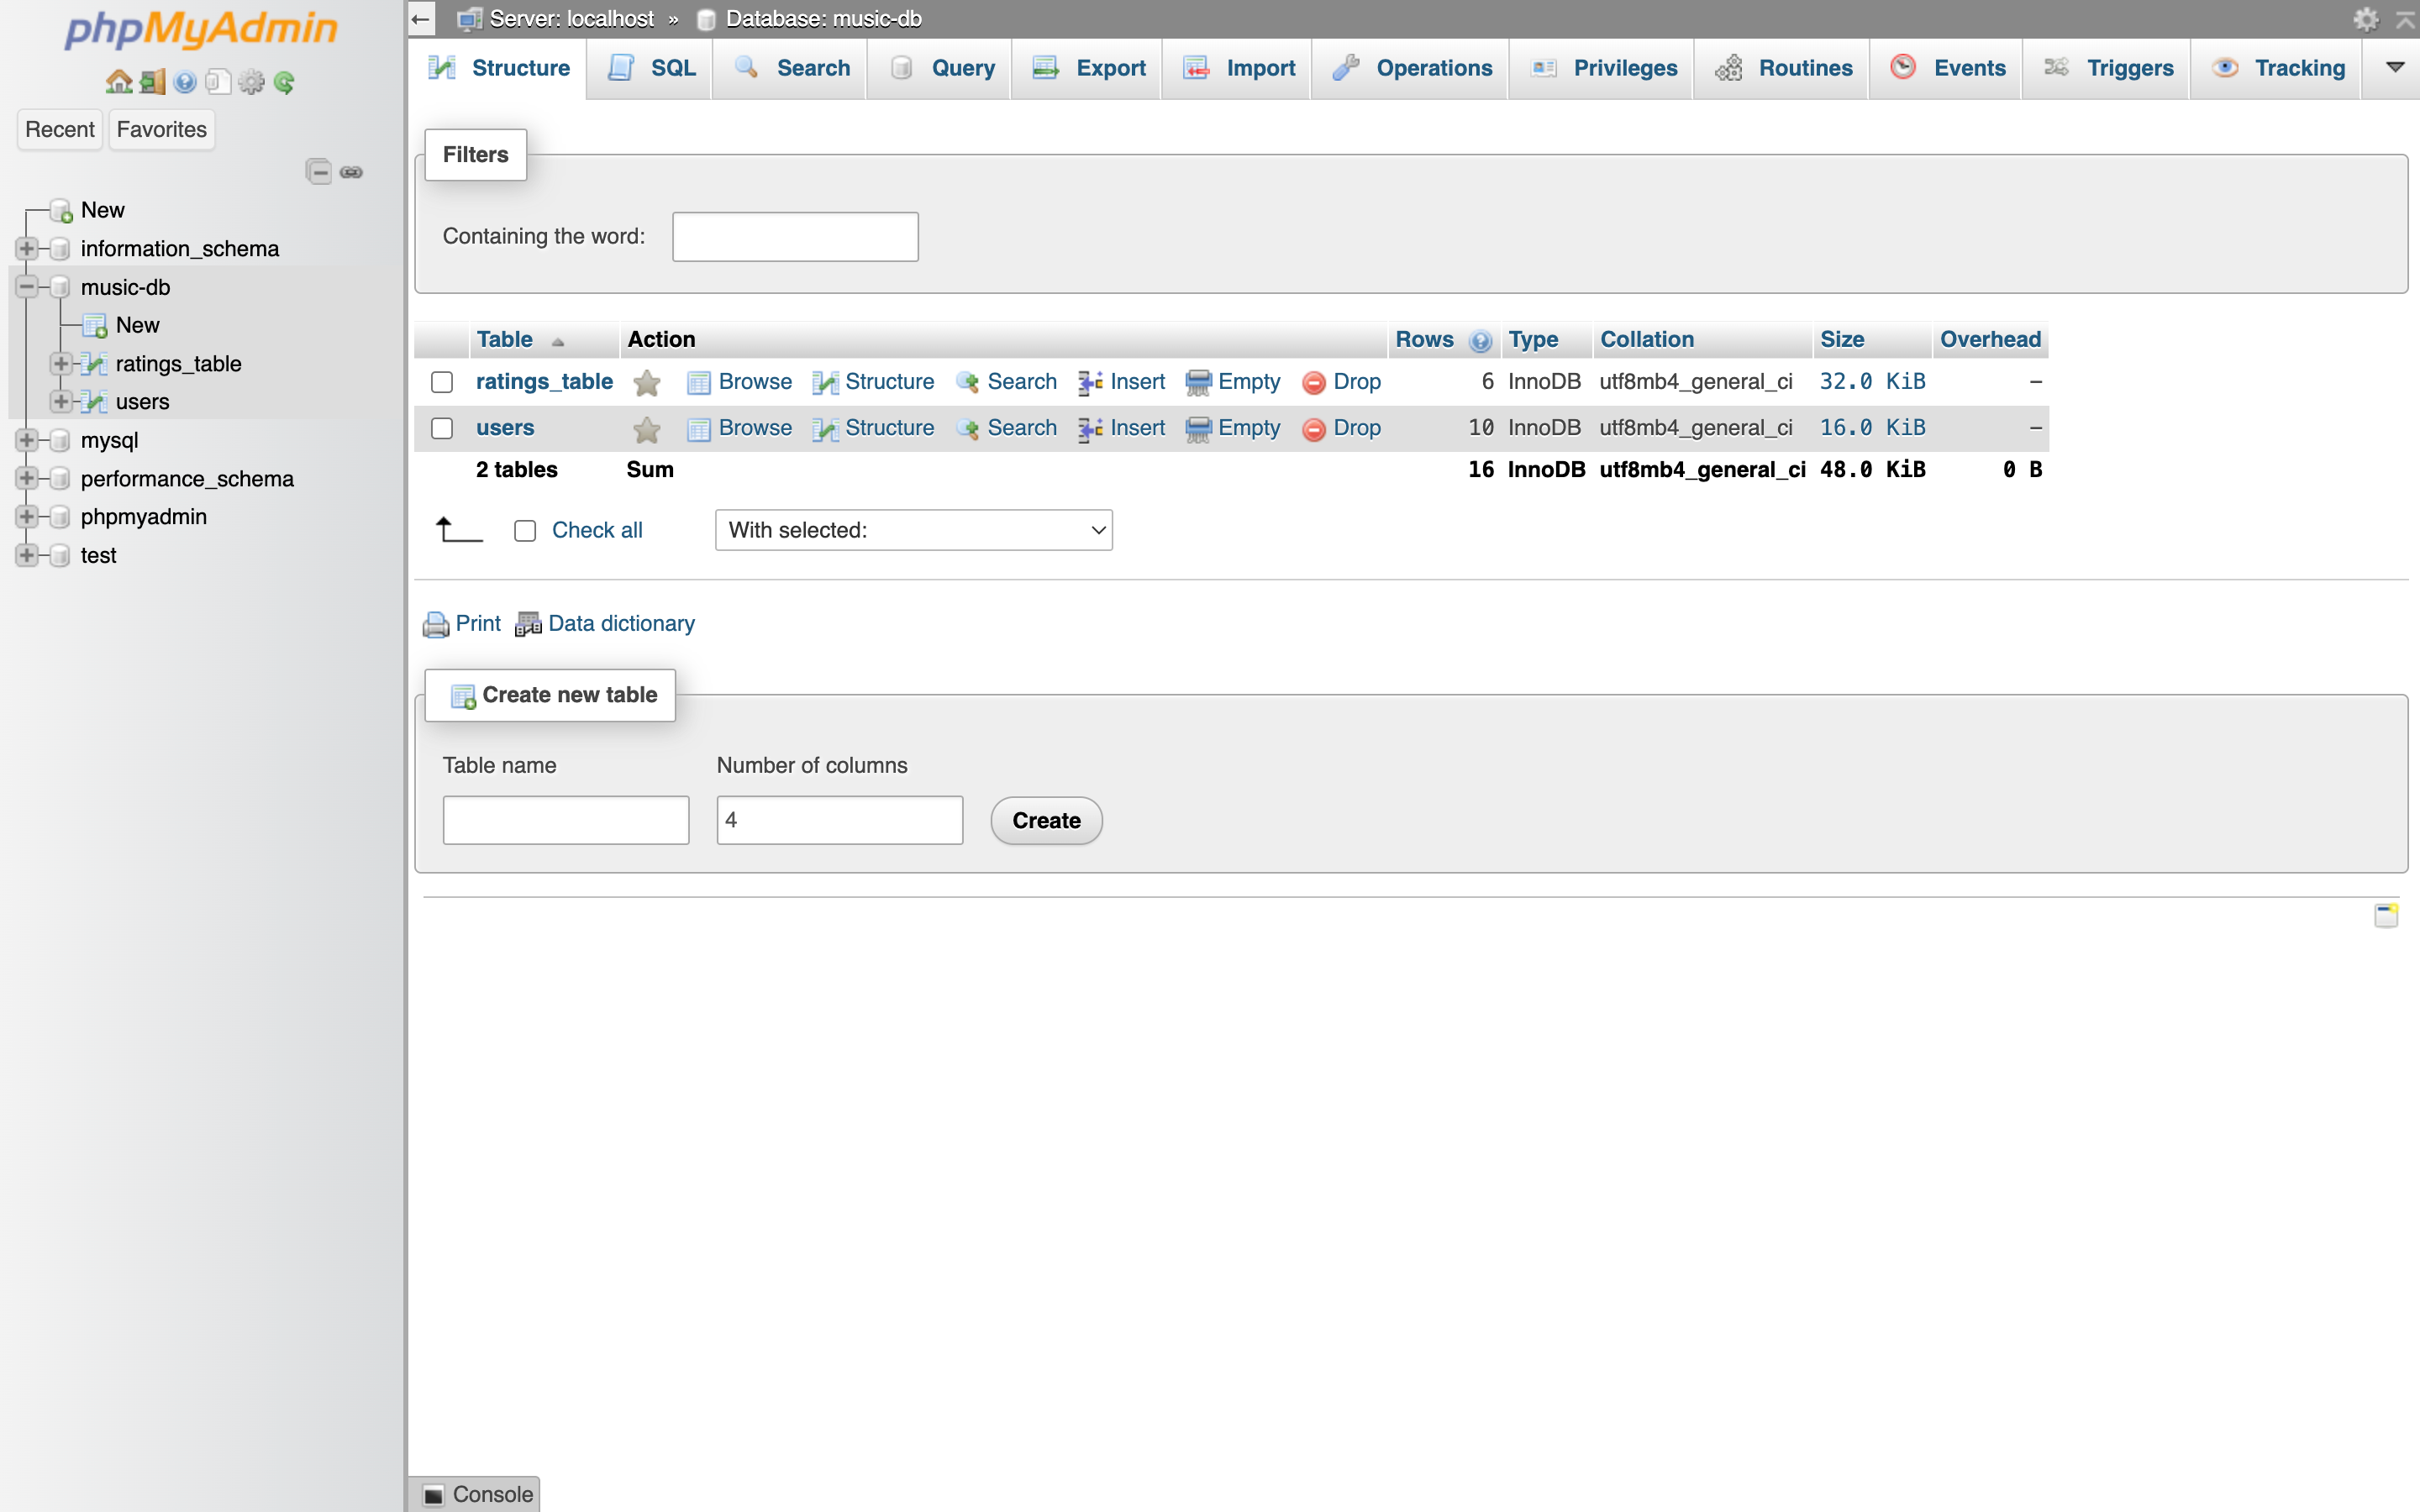 phpMyAdmin
Recent Favorites
New
information_schema
music-db
New
ratings_table
users
mysql
performance_schema
phpmyadmin
test
Server: localhost » Database: music-db
Structure SQL Search Query Export Import Operations Privileges Routines Events Triggers Tracking
Filters
Containing the word:
Table Action Rows Type Collation Size Overhead
ratings_table Browse Structure Search Insert Empty Drop 6 InnoDB utf8mb4_general_ci 32.0 KiB –
users Browse Structure Search Insert Empty Drop 10 InnoDB utf8mb4_general_ci 16.0 KiB –
2 tables Sum 16 InnoDB utf8mb4_general_ci 48.0 KiB 0 B
Check all With selected:
Print Data dictionary
Create new table
Table name Number of columns
4 Create
Console